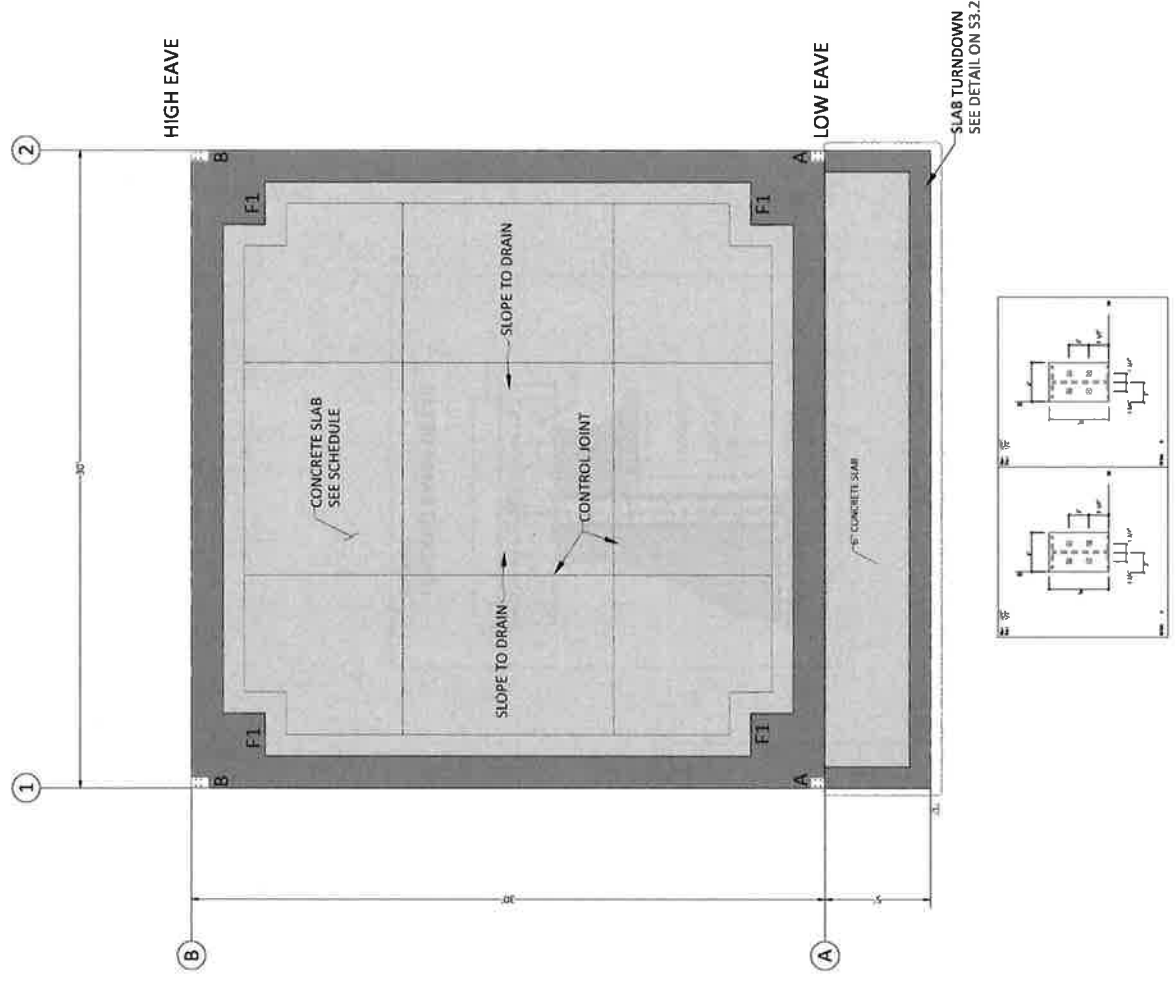 2
1
HIGH EAVE
30'
B
B
F1
F1
CONCRETE SLAB
SEE SCHEDULE
SLOPE TO DRAIN
SLOPE TO DRAIN
CONTROL JOINT
30'
F1
F1
A
A
LOW EAVE
B
A
5'
6" CONCRETE SLAB
SLAB TURNDOWN
SEE DETAIL ON S3.2